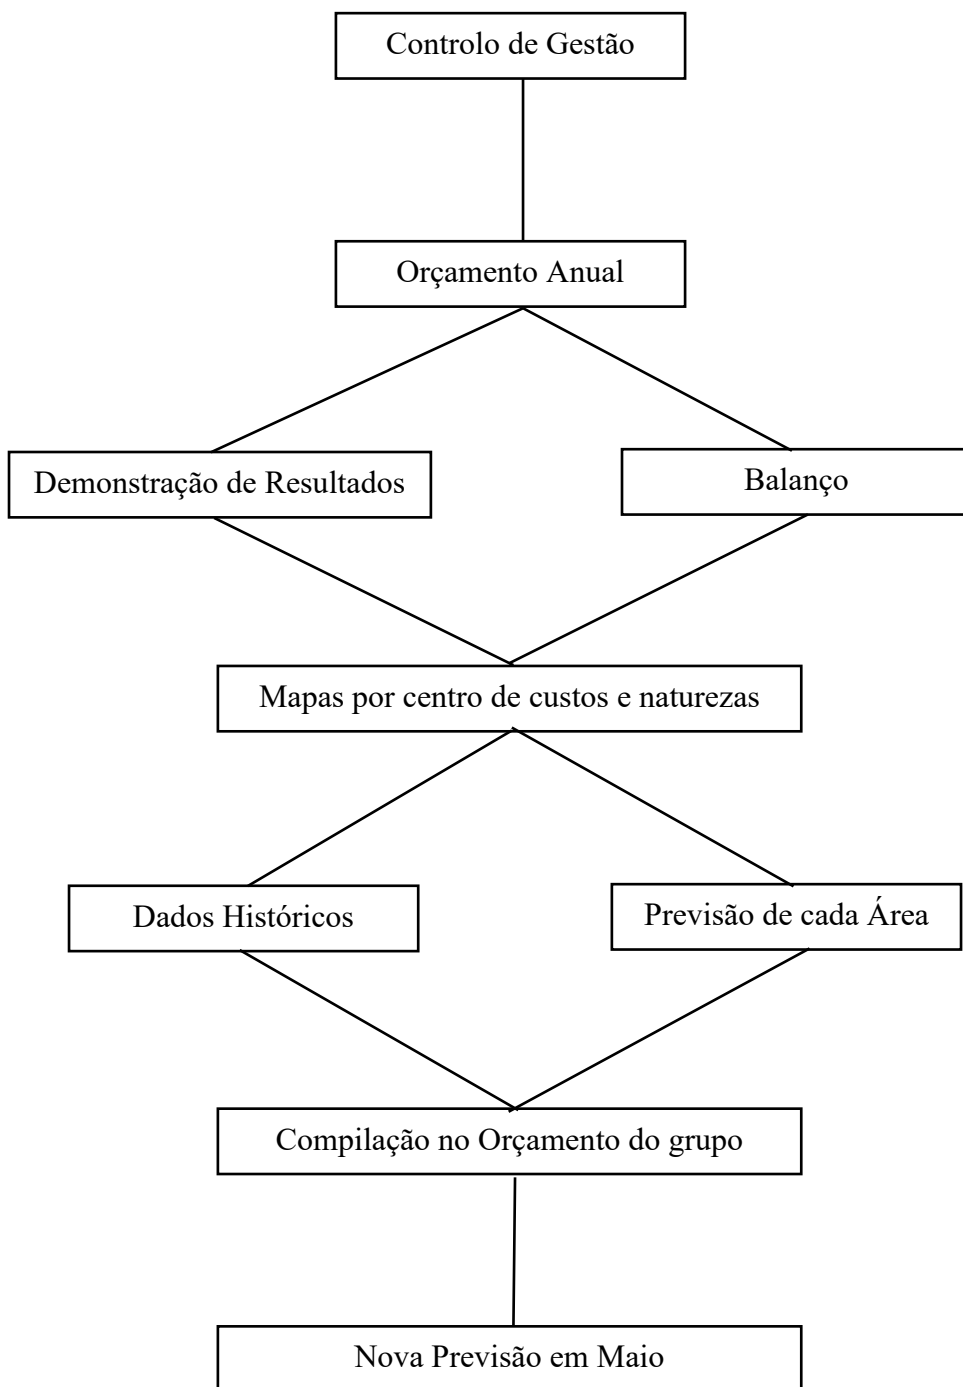 Controlo de Gestão
Orçamento Anual
Demonstração de Resultados
Balanço
Mapas por centro de custos e naturezas
Dados Históricos
Previsão de cada Área
Compilação no Orçamento do grupo
Nova Previsão em Maio